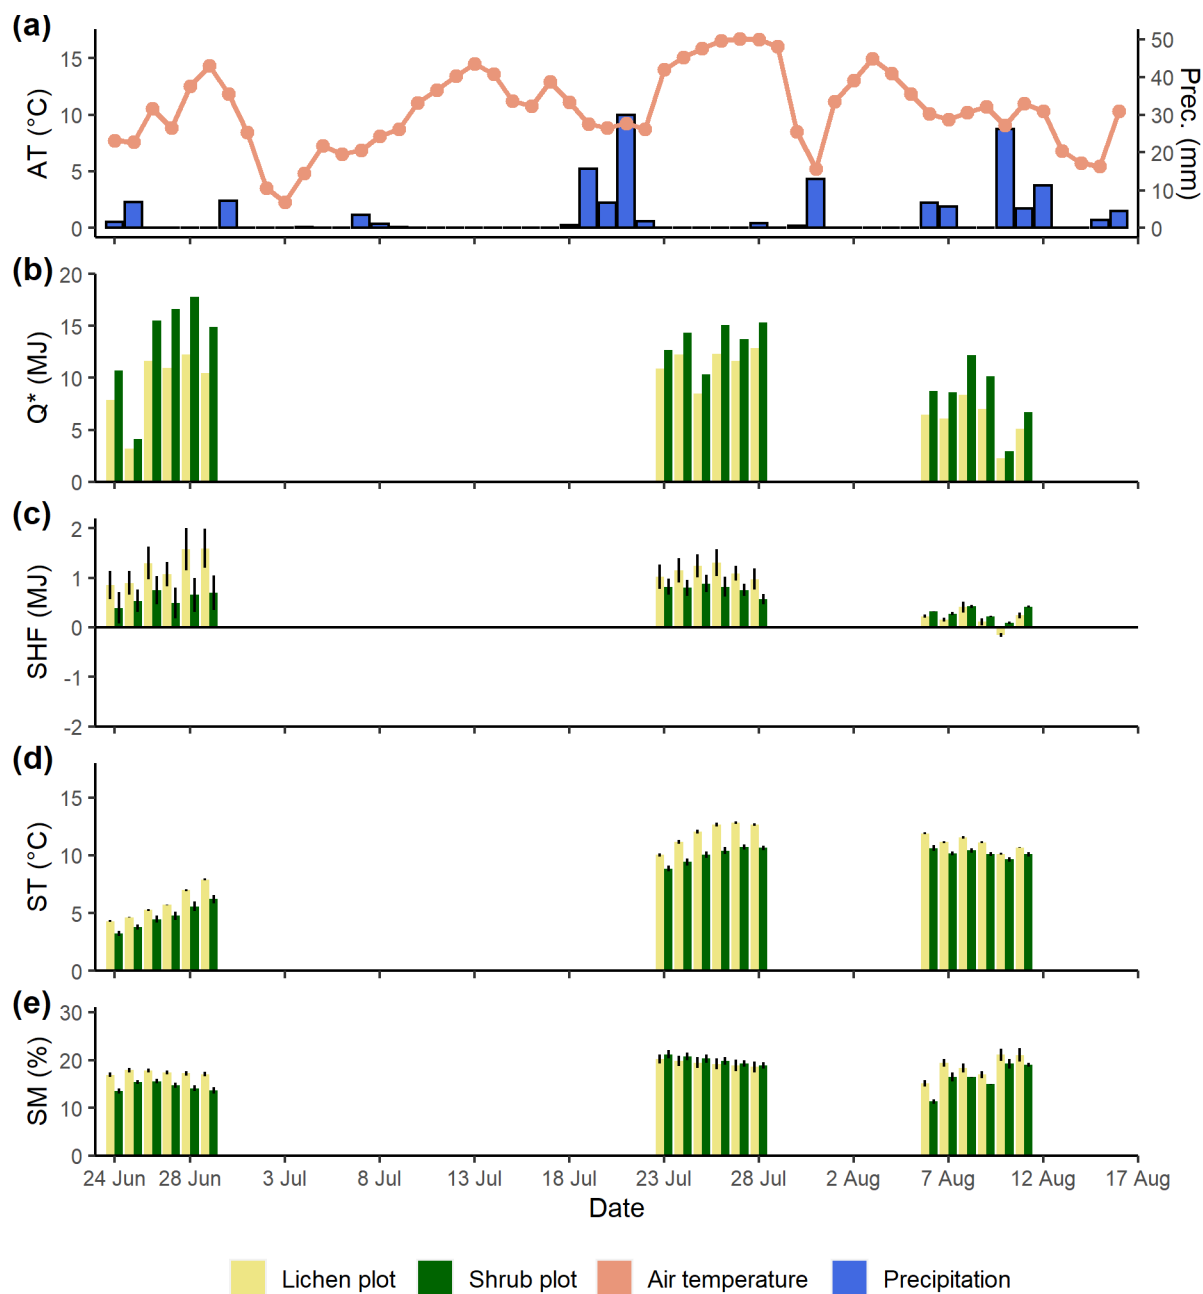 (a)
AT (°C)
15
10
5
0
Prec. (mm)
50
40
30
20
10
0
(b)
Q* (MJ)
20
15
10
5
0
(c)
SHF (MJ)
2
1
0
-1
-2
(d)
ST (°C)
15
10
5
0
(e)
SM (%)
30
20
10
0
24 Jun 28 Jun 3 Jul 8 Jul 13 Jul 18 Jul 23 Jul 28 Jul 2 Aug 7 Aug 12 Aug 17 Aug
Date
Lichen plot Shrub plot Air temperature Precipitation